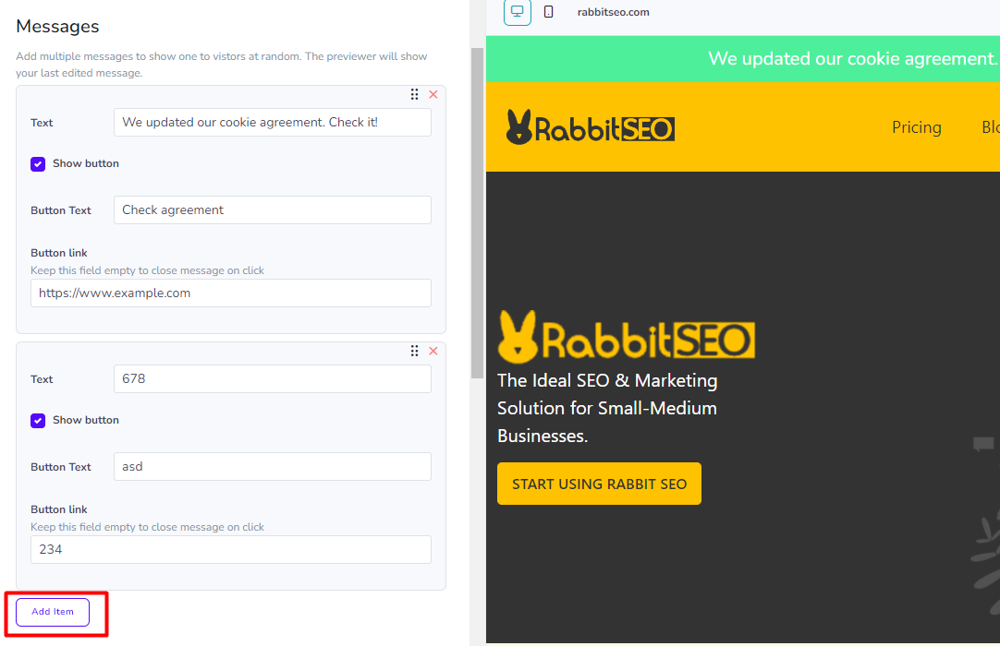 Messages
Add multiple messages to show one to vistors at random. The previewer will show
your last edited message.
Text
We updated our cookie agreement. Check it!
Show button
Button Text
Check agreement
Button link
Keep this field empty to close message on click
https://www.example.com
Text
678
Show button
Button Text
asd
Button link
Keep this field empty to close message on click
234
Add Item
rabbitseo.com
We updated our cookie agreement.
RabbitSEO
Pricing
Blo
RabbitSEO
The Ideal SEO & Marketing
Solution for Small-Medium
Businesses.
START USING RABBIT SEO